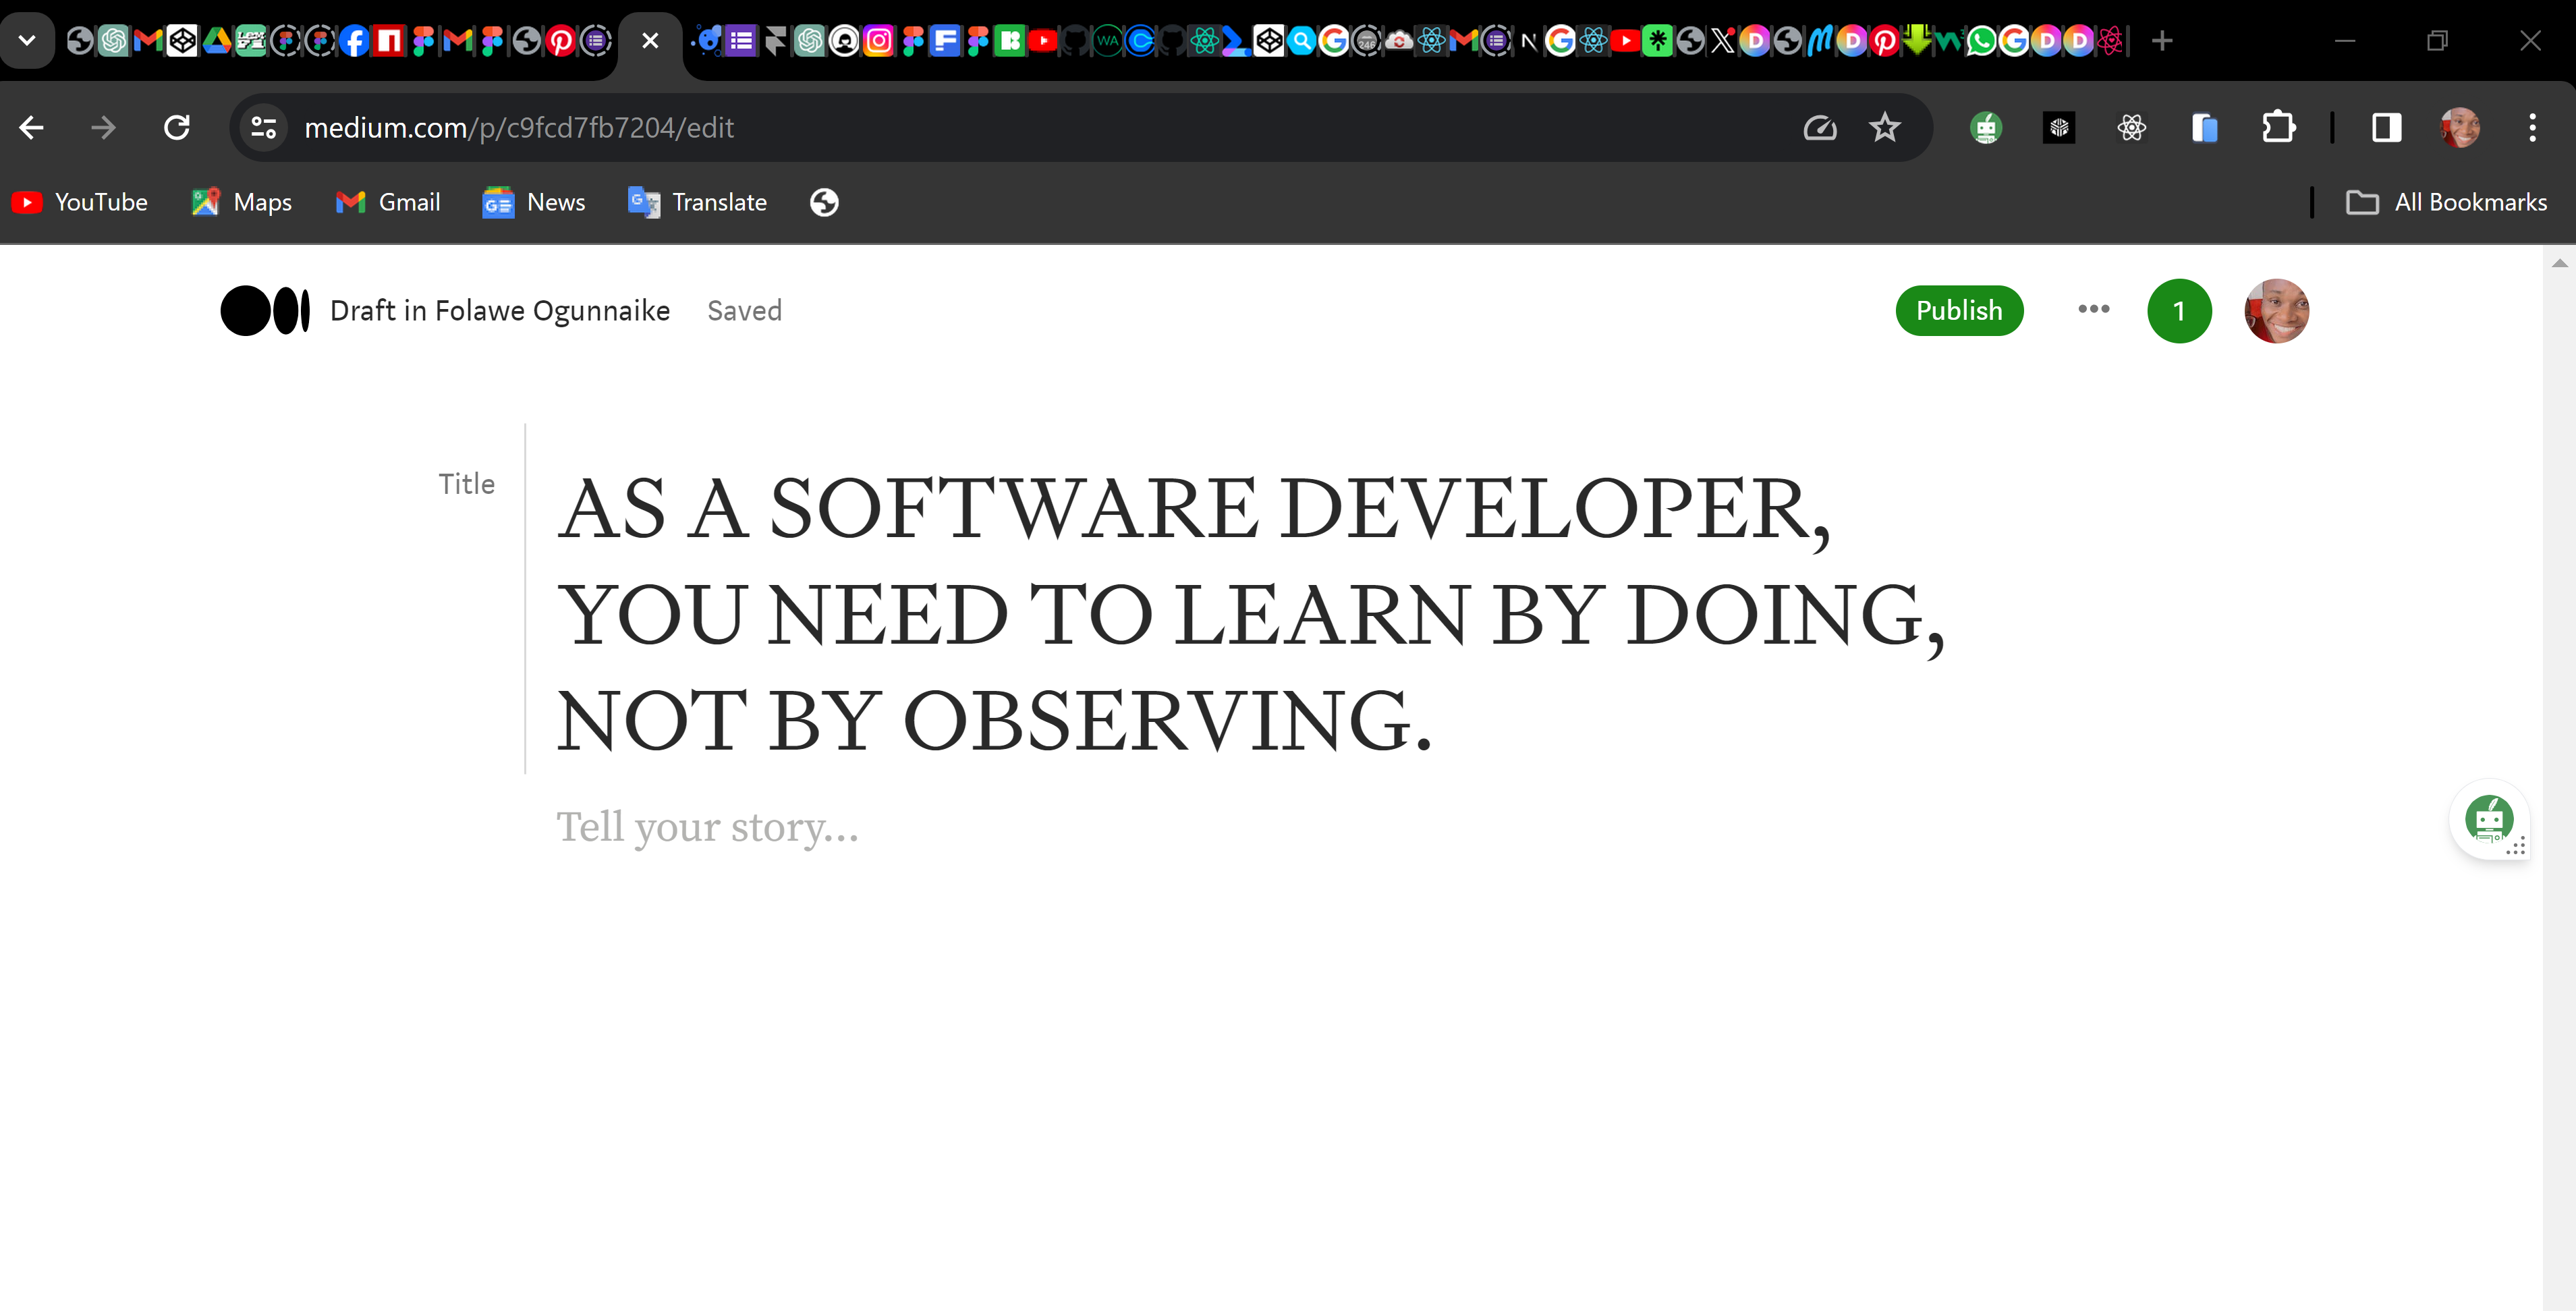 medium.com/p/c9fcd7fb7204/edit
YouTube Maps Gmail News Translate All Bookmarks
Draft in Folawe Ogunnaike Saved Publish 1
Title
AS A SOFTWARE DEVELOPER,
YOU NEED TO LEARN BY DOING,
NOT BY OBSERVING.
Tell your story...